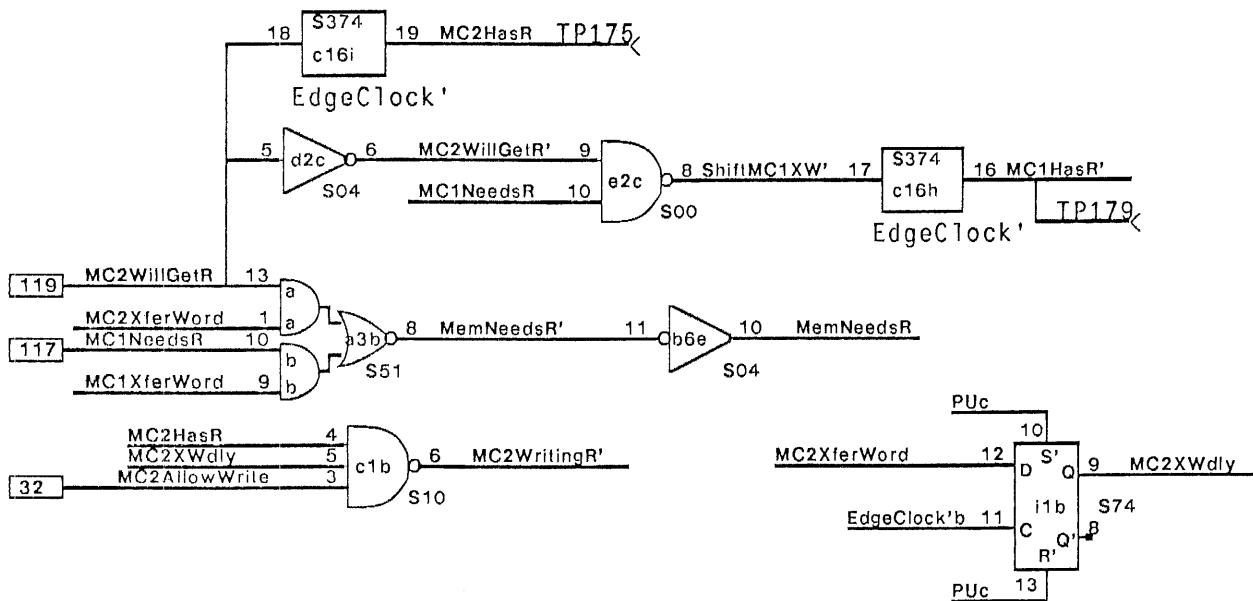 S374
18 19 MC2HasR TP175
c16i
EdgeClock'
5 d2c 6 MC2WillGetR' 9
S04
MC1NeedsR 10
e2c 8 ShiftMC1XW' 17
S00
S374
16 MC1HasR'
c16h
TP179
EdgeClock'
119 MC2WillGetR 13 a
MC2XferWord 1 a
117 MC1NeedsR 10 b
MC1XferWord 9 b
a3b 8 MemNeedsR' 11 b6e 10 MemNeedsR
S51 S04
MC2HasR 4
MC2XWdly 5
32 MC2AllowWrite 3
c1b 6 MC2WritingR'
S10
PUc
10
MC2XferWord 12 D S' Q 9 MC2XWdly
i1b S74
EdgeClock'b 11 C Q' 8
R'
PUc 13